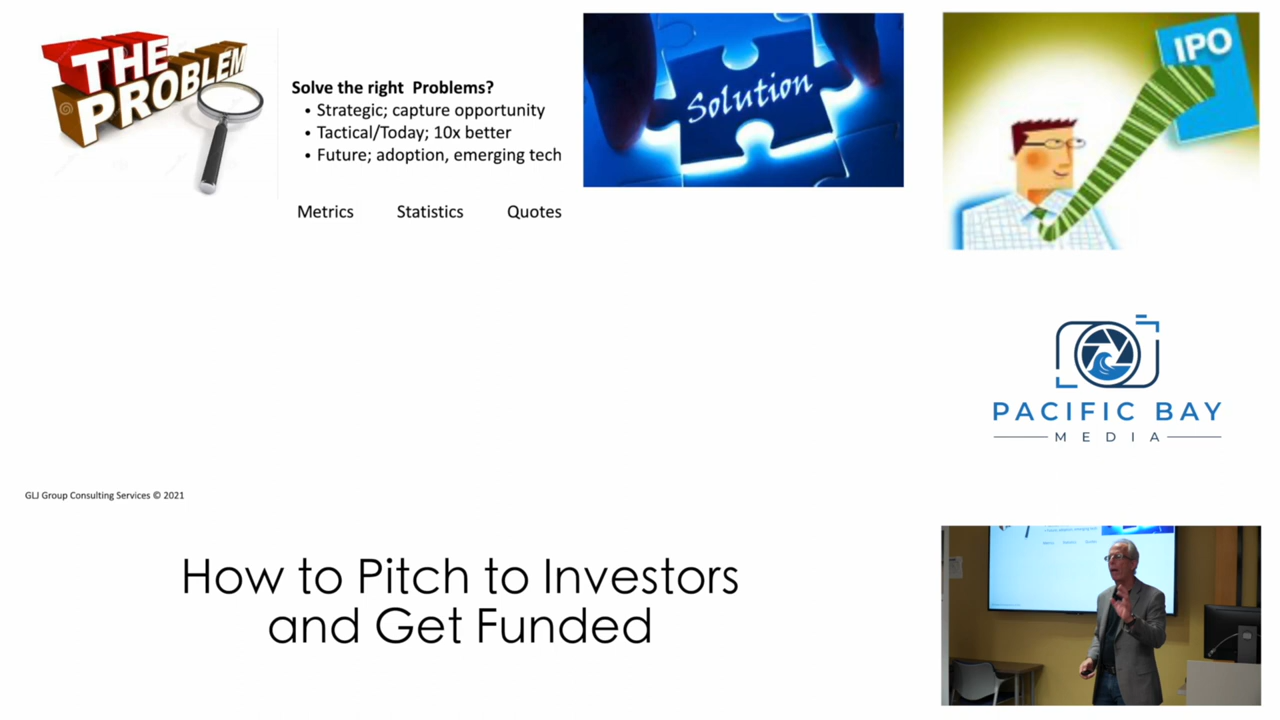 THE
PROBLEM
Solve the right Problems?
• Strategic; capture opportunity
• Tactical/Today; 10x better
• Future; adoption, emerging tech
Metrics Statistics Quotes
Solution
IPO
PACIFIC BAY
MEDIA
GLJ Group Consulting Services © 2021
How to Pitch to Investors
and Get Funded